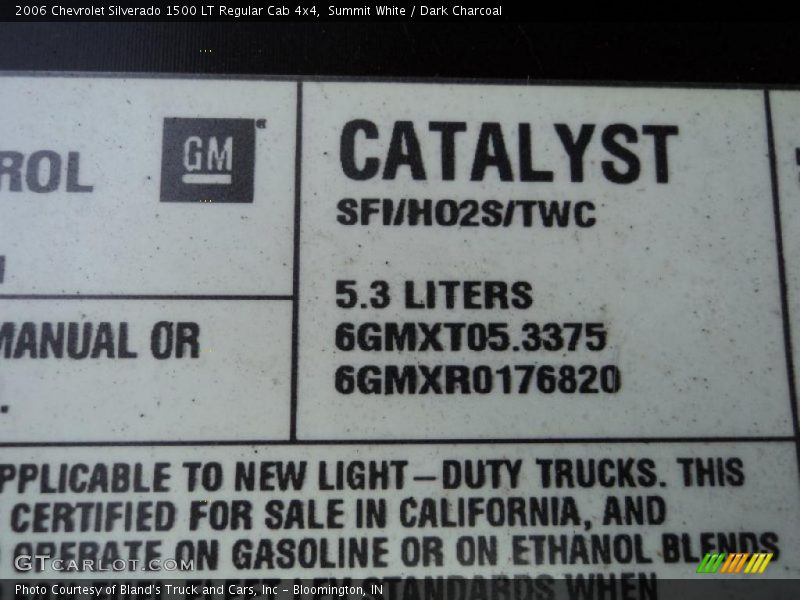 2006 Chevrolet Silverado 1500 LT Regular Cab 4x4, Summit White / Dark Charcoal
ROL
GM
CATALYST
SFI/HO2S/TWC
5.3 LITERS
6GMXT05.3375
6GMXR0176820
MANUAL OR
PPLICABLE TO NEW LIGHT–DUTY TRUCKS. THIS
CERTIFIED FOR SALE IN CALIFORNIA, AND
OPERATE ON GASOLINE OR ON ETHANOL BLENDS
STANDARDS WHEN
GTCarLot.com
Photo Courtesy of Bland's Truck and Cars, Inc – Bloomington, IN